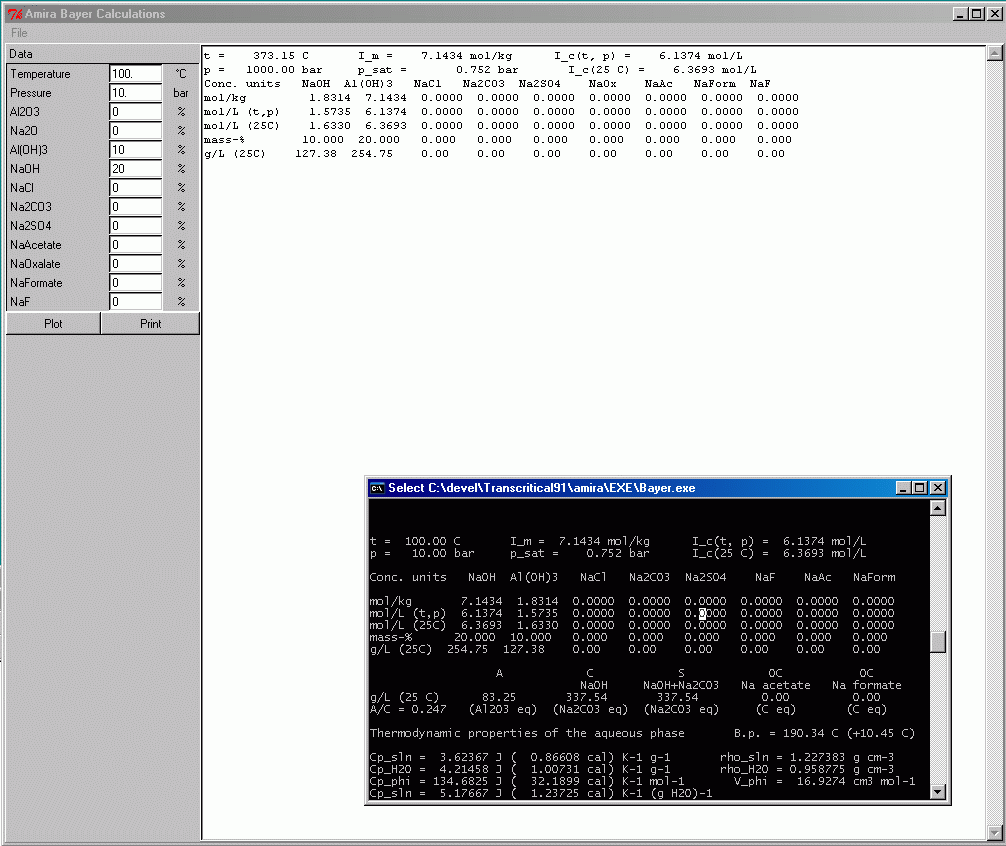 Amira Bayer Calculations
File
Data
Temperature 100. °C
Pressure 10. bar
Al2O3 0 %
Na2O 0 %
Al(OH)3 10 %
NaOH 20 %
NaCl 0 %
Na2CO3 0 %
Na2SO4 0 %
NaAcetate 0 %
NaOxalate 0 %
NaFormate 0 %
NaF 0 %
Plot Print
t = 373.15 C I_m = 7.1434 mol/kg I_c(t, p) = 6.1374 mol/L
p = 1000.00 bar p_sat = 0.752 bar I_c(25 C) = 6.3693 mol/L
Conc. units NaOH Al(OH)3 NaCl Na2CO3 Na2SO4 NaOx NaAc NaForm NaF
mol/kg 1.8314 7.1434 0.0000 0.0000 0.0000 0.0000 0.0000 0.0000 0.0000
mol/L (t,p) 1.5735 6.1374 0.0000 0.0000 0.0000 0.0000 0.0000 0.0000 0.0000
mol/L (25C) 1.6330 6.3693 0.0000 0.0000 0.0000 0.0000 0.0000 0.0000 0.0000
mass-% 10.000 20.000 0.000 0.000 0.000 0.000 0.000 0.000 0.000
g/L (25C) 127.38 254.75 0.00 0.00 0.00 0.00 0.00 0.00 0.00
Select C:\devel\Transcritical91\amira\EXE\Bayer.exe
t = 100.00 C I_m = 7.1434 mol/kg I_c(t, p) = 6.1374 mol/L
p = 10.00 bar p_sat = 0.752 bar I_c(25 C) = 6.3693 mol/L
Conc. units NaOH Al(OH)3 NaCl Na2CO3 Na2SO4 NaF NaAc NaForm
mol/kg 7.1434 1.8314 0.0000 0.0000 0.0000 0.0000 0.0000 0.0000
mol/L (t,p) 6.1374 1.5735 0.0000 0.0000 0.0000 0.0000 0.0000 0.0000
mol/L (25C) 6.3693 1.6330 0.0000 0.0000 0.0000 0.0000 0.0000 0.0000
mass-% 20.000 10.000 0.000 0.000 0.000 0.000 0.000 0.000
g/L (25C) 254.75 127.38 0.00 0.00 0.00 0.00 0.00 0.00
A C S OC OC
NaOH NaOH+Na2CO3 Na acetate Na formate
g/L (25 C) 83.25 337.54 337.54 0.00 0.00
A/C = 0.247 (Al2O3 eq) (Na2CO3 eq) (Na2CO3 eq) (C eq) (C eq)
Thermodynamic properties of the aqueous phase B.p. = 190.34 C (+10.45 C)
Cp_sln = 3.62367 J ( 0.86608 cal) K-1 g-1 rho_sln = 1.227383 g cm-3
Cp_H2O = 4.21458 J ( 1.00731 cal) K-1 g-1 rho_H2O = 0.958775 g cm-3
Cp_phi = 134.6825 J ( 32.1899 cal) K-1 mol-1 V_phi = 16.9274 cm3 mol-1
Cp_sln = 5.17667 J ( 1.23725 cal) K-1 (g H2O)-1